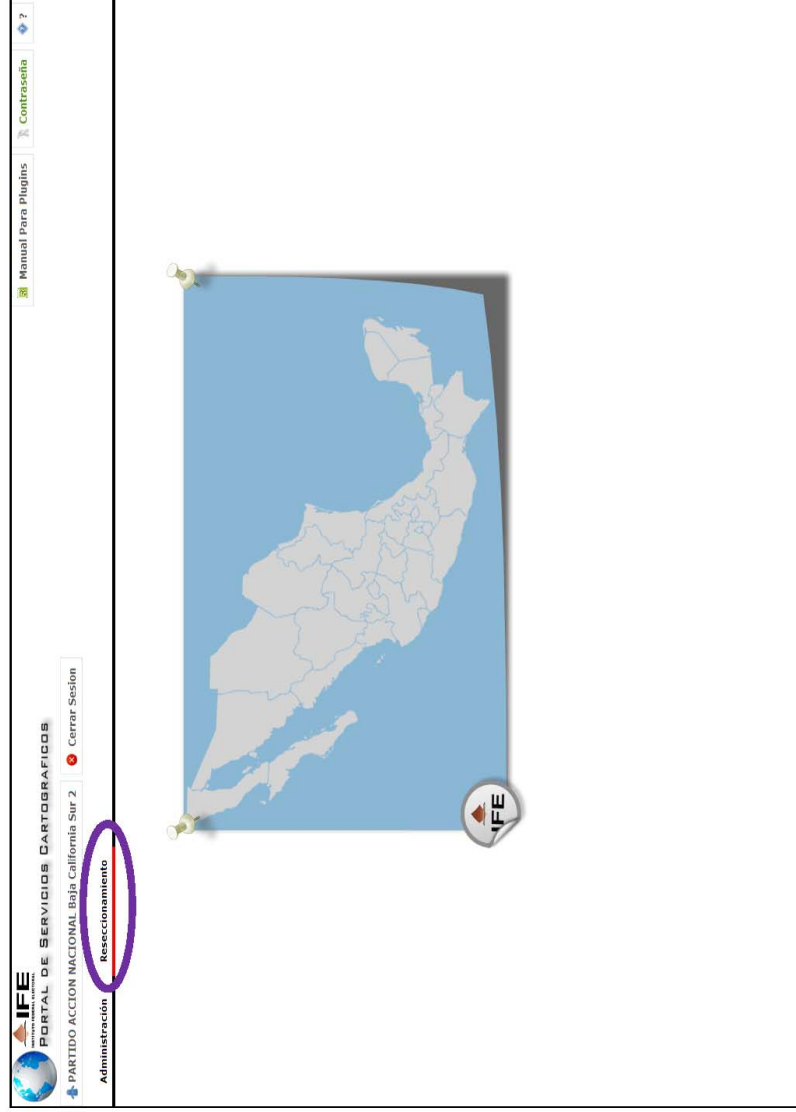 IFE
INSTITUTO FEDERAL ELECTORAL
PORTAL DE SERVICIOS CARTOGRAFICOS
Manual Para Plugins Contraseña ?
PARTIDO ACCION NACIONAL Baja California Sur 2 Cerrar Sesion
Administración Reseccionamiento
IFE